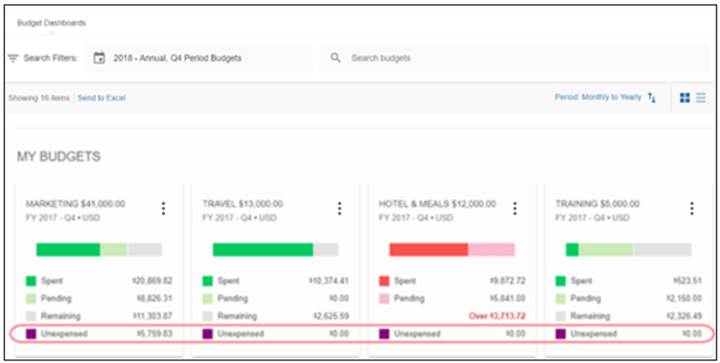 Budget Dashboards
Search Filters: 2018 - Annual, Q4 Period Budgets Search budgets
Showing 16 items Send to Excel Period: Monthly to Yearly
MY BUDGETS
MARKETING $41,000.00
FY 2017 - Q4 • USD
Spent ¥20,869.82
Pending ¥8,826.31
Remaining ¥11,303.87
Unexpensed ¥5,759.83
TRAVEL $13,000.00
FY 2017 - Q4 • USD
Spent ¥10,374.41
Pending ¥0.00
Remaining ¥2,625.59
Unexpensed ¥0.00
HOTEL & MEALS $12,000.00
FY 2017 - Q4 • USD
Spent ¥9,872.72
Pending ¥5,841.00
Over ¥3,713.72
Unexpensed ¥0.00
TRAINING $5,000.00
FY 2017 - Q4 • USD
Spent ¥523.51
Pending ¥2,150.00
Remaining ¥2,326.49
Unexpensed ¥0.00